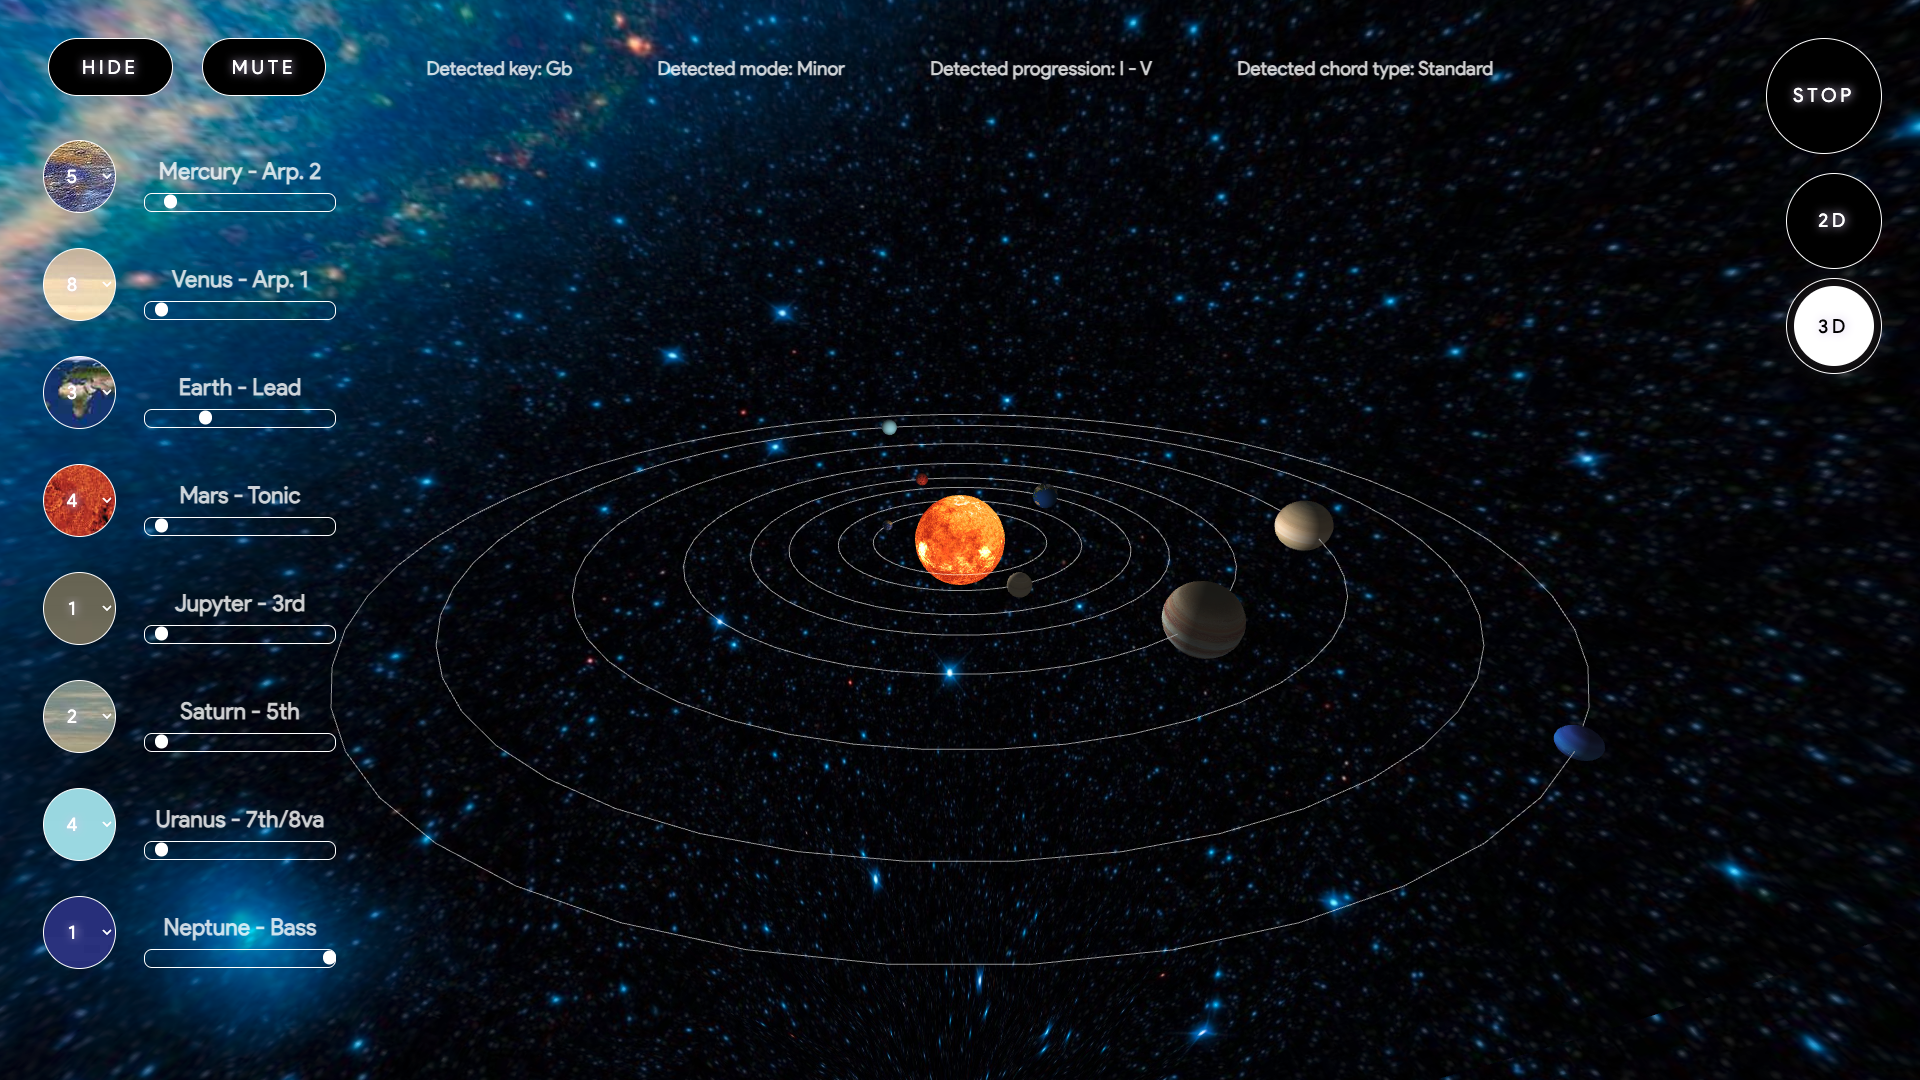 HIDE
MUTE
Detected key: Gb
Detected mode: Minor
Detected progression: I - V
Detected chord type: Standard
STOP
2D
3D
5
Mercury - Arp. 2
8
Venus - Arp. 1
3
Earth - Lead
4
Mars - Tonic
1
Jupyter - 3rd
2
Saturn - 5th
4
Uranus - 7th/8va
1
Neptune - Bass